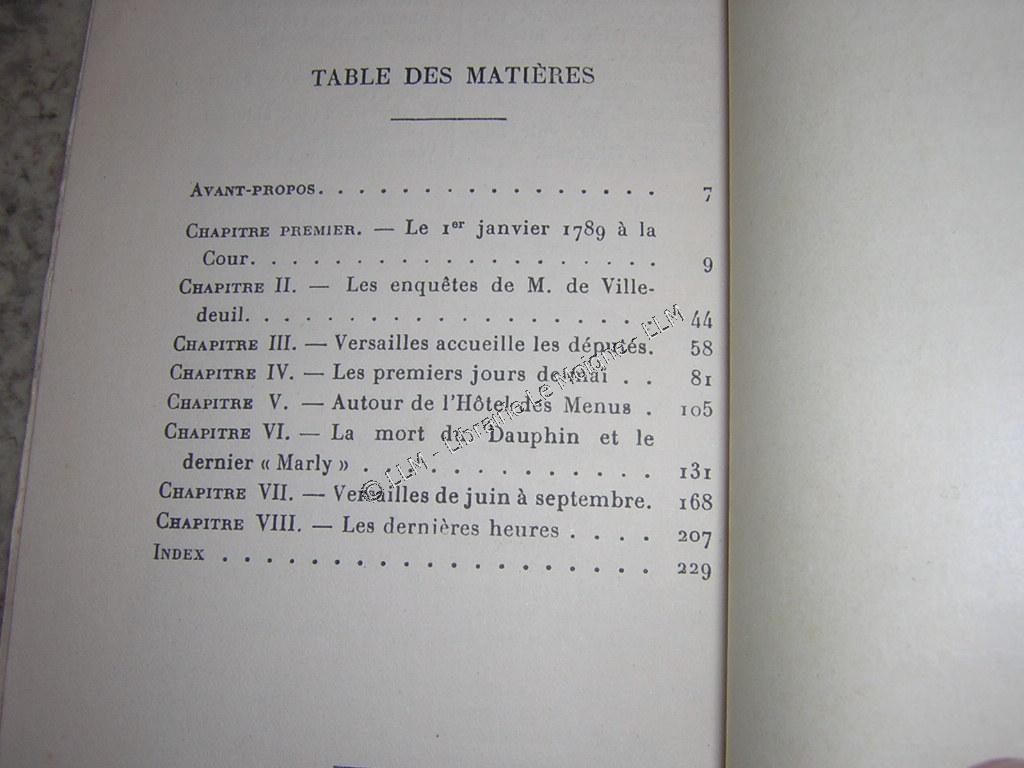 TABLE DES MATIÈRES
AVANT-PROPOS. . . . . . . . . . . . . . . . . 7
CHAPITRE PREMIER. — Le 1er janvier 1789 à la
Cour. . . . . . . . . . . . . . . . . . . 9
CHAPITRE II. — Les enquêtes de M. de Ville-
deuil. . . . . . . . . . . . . . . . . . . 44
CHAPITRE III. — Versailles accueille les députés. 58
CHAPITRE IV. — Les premiers jours de mai . . 81
CHAPITRE V. — Autour de l'Hôtel des Menus . 105
CHAPITRE VI. — La mort du Dauphin et le
dernier « Marly » . . . . . . . . . . . . 131
CHAPITRE VII. — Versailles de juin à septembre. 168
CHAPITRE VIII. — Les dernières heures . . . . 207
INDEX . . . . . . . . . . . . . . . . . . . 229
© LLM - Librairie Le Moigne - LLM